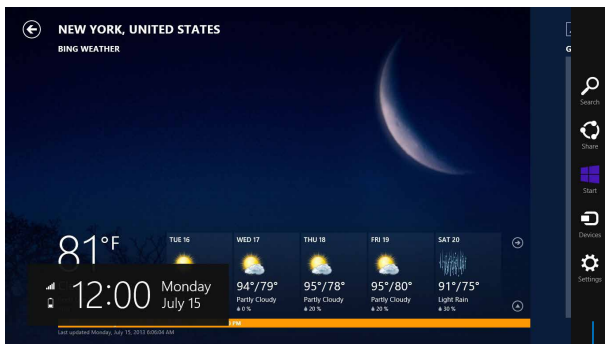 NEW YORK, UNITED STATES
BING WEATHER
Search
Share
Start
Devices
Settings
81°F
TUE 16
WED 17
94°/79°
Partly Cloudy
0 %
THU 18
95°/78°
Partly Cloudy
20 %
FRI 19
95°/80°
Partly Cloudy
20 %
SAT 20
91°/75°
Light Rain
30 %
12:00
Monday
July 15
PM
Last updated Monday, July 15, 2013 6:06:04 AM